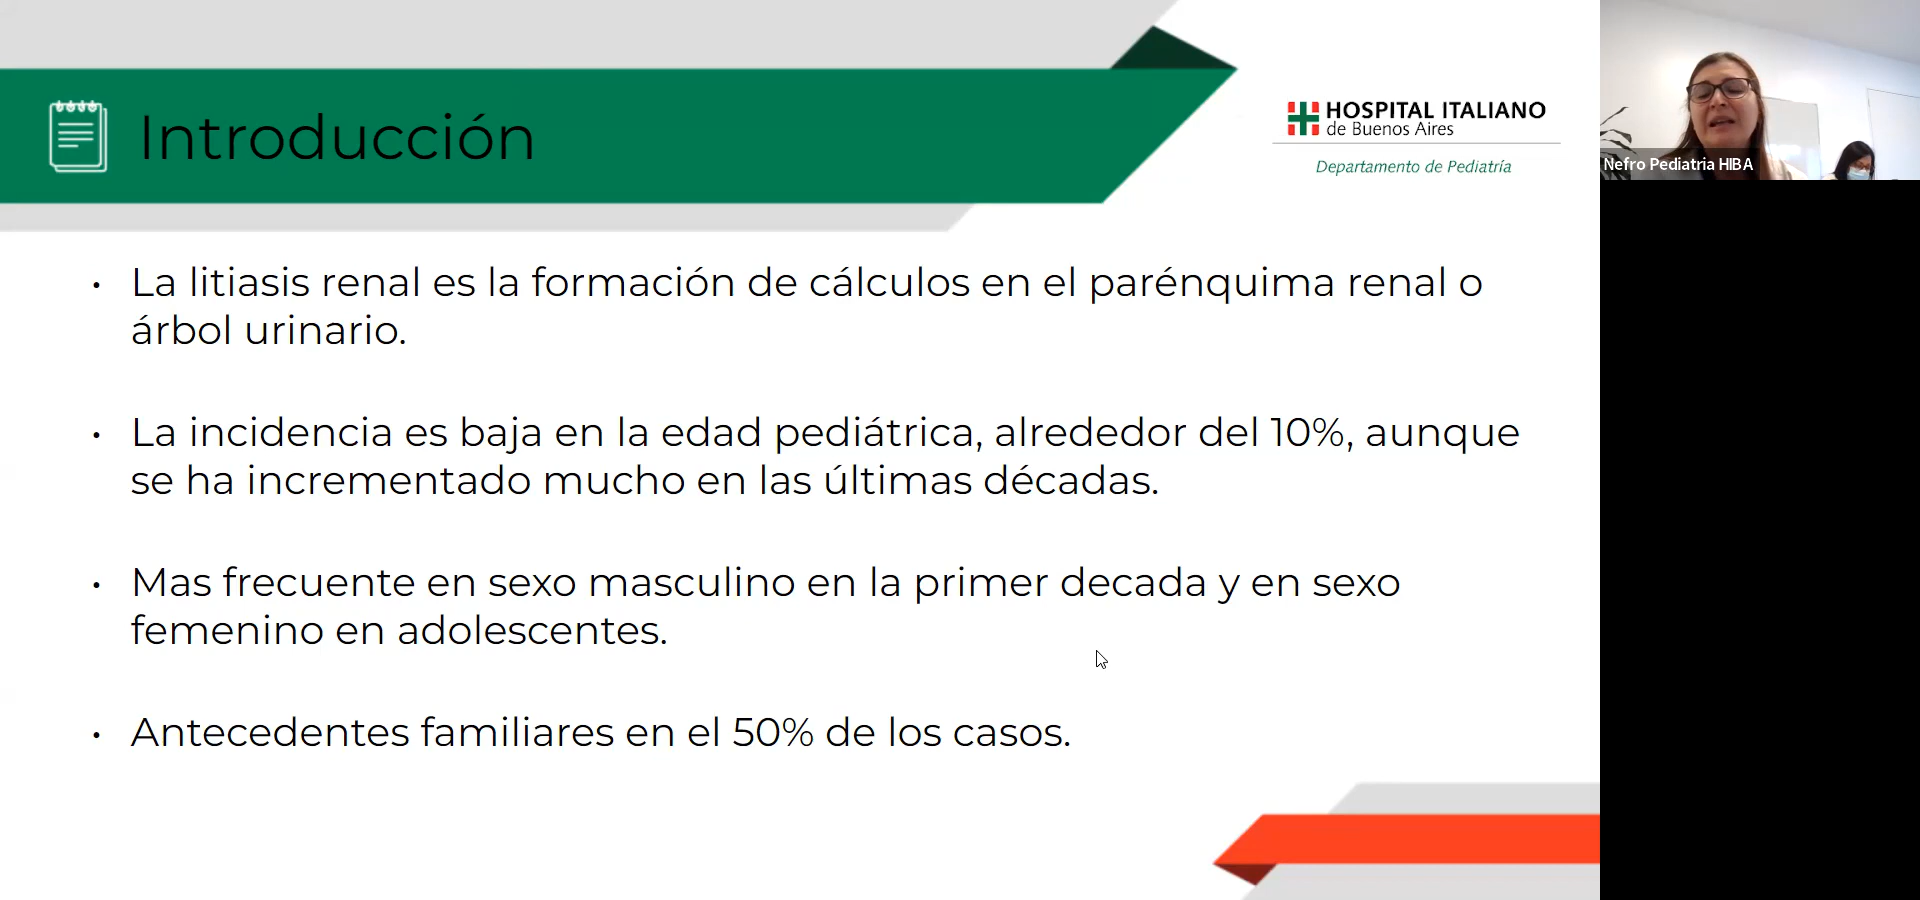 Introducción
HOSPITAL ITALIANO
de Buenos Aires
Departamento de Pediatría
Nefro Pediatria HIBA
• La litiasis renal es la formación de cálculos en el parénquima renal o
árbol urinario.
• La incidencia es baja en la edad pediátrica, alrededor del 10%, aunque
se ha incrementado mucho en las últimas décadas.
• Mas frecuente en sexo masculino en la primer decada y en sexo
femenino en adolescentes.
• Antecedentes familiares en el 50% de los casos.